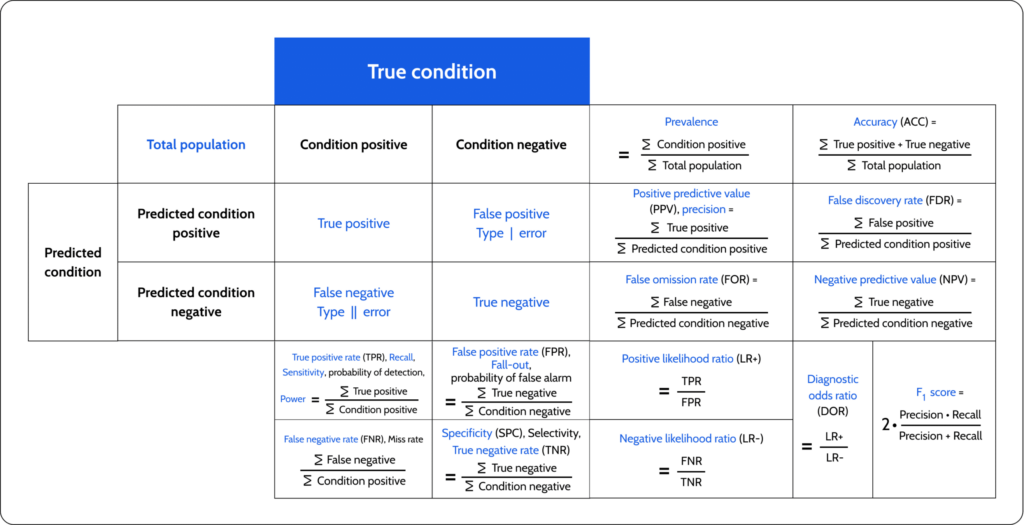 True condition
Total population
Condition positive
Condition negative
Prevalence
= ∑ Condition positive
∑ Total population
Accuracy (ACC) =
∑ True positive + True negative
∑ Total population
Predicted
condition
Predicted condition
positive
True positive
False positive
Type | error
Positive predictive value
(PPV), precision =
∑ True positive
∑ Predicted condition positive
False discovery rate (FDR) =
∑ False positive
∑ Predicted condition positive
Predicted condition
negative
False negative
Type || error
True negative
False omission rate (FOR) =
∑ False negative
∑ Predicted condition negative
Negative predictive value (NPV) =
∑ True negative
∑ Predicted condition negative
True positive rate (TPR), Recall,
Sensitivity, probability of detection,
Power = ∑ True positive
∑ Condition positive
False positive rate (FPR),
Fall-out,
probability of false alarm
= ∑ True negative
∑ Condition negative
Positive likelihood ratio (LR+)
= TPR
FPR
Diagnostic
odds ratio
(DOR)
= LR+
LR-
F1 score =
2 • Precision • Recall
Precision + Recall
False negative rate (FNR), Miss rate
∑ False negative
∑ Condition positive
Specificity (SPC), Selectivity,
True negative rate (TNR)
= ∑ True negative
∑ Condition negative
Negative likelihood ratio (LR-)
= FNR
TNR